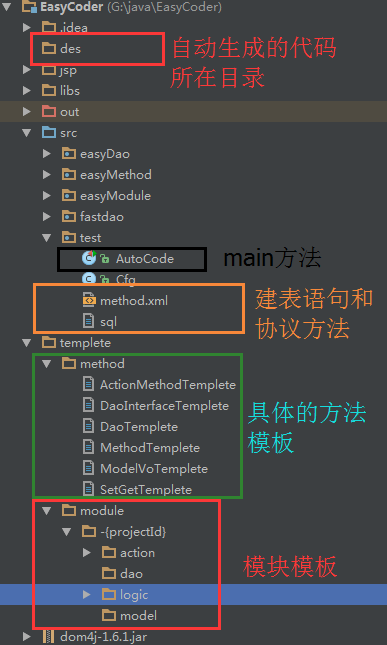 EasyCoder (G:\java\EasyCoder)
.idea
des
自动生成的代码
所在目录
jsp
libs
out
src
easyDao
easyMethod
easyModule
fastdao
test
AutoCode
main方法
Cfg
method.xml
建表语句和
协议方法
sql
templete
method
ActionMethodTemplete
DaoInterfaceTemplete
具体的方法
模板
DaoTemplete
MethodTemplete
ModelVoTemplete
SetGetTemplete
module
-{projectId}
action
模块模板
dao
logic
model
dom4j-1.6.1.jar